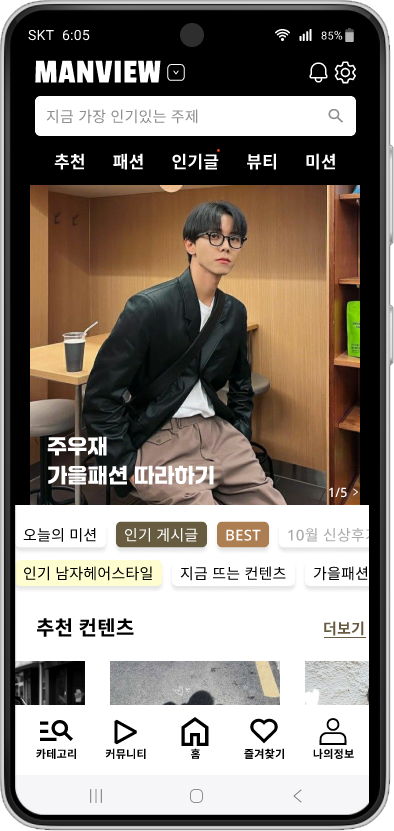 SKT 6:05 85%
MANVIEW
지금 가장 인기있는 주제
추천 패션 인기글 뷰티 미션
주우재
가을패션 따라하기
1/5 >
오늘의 미션 인기 게시글 BEST 10월 신상후기
인기 남자헤어스타일 지금 뜨는 컨텐츠 가을패션
추천 컨텐츠 더보기
카테고리 커뮤니티 홈 즐겨찾기 나의정보